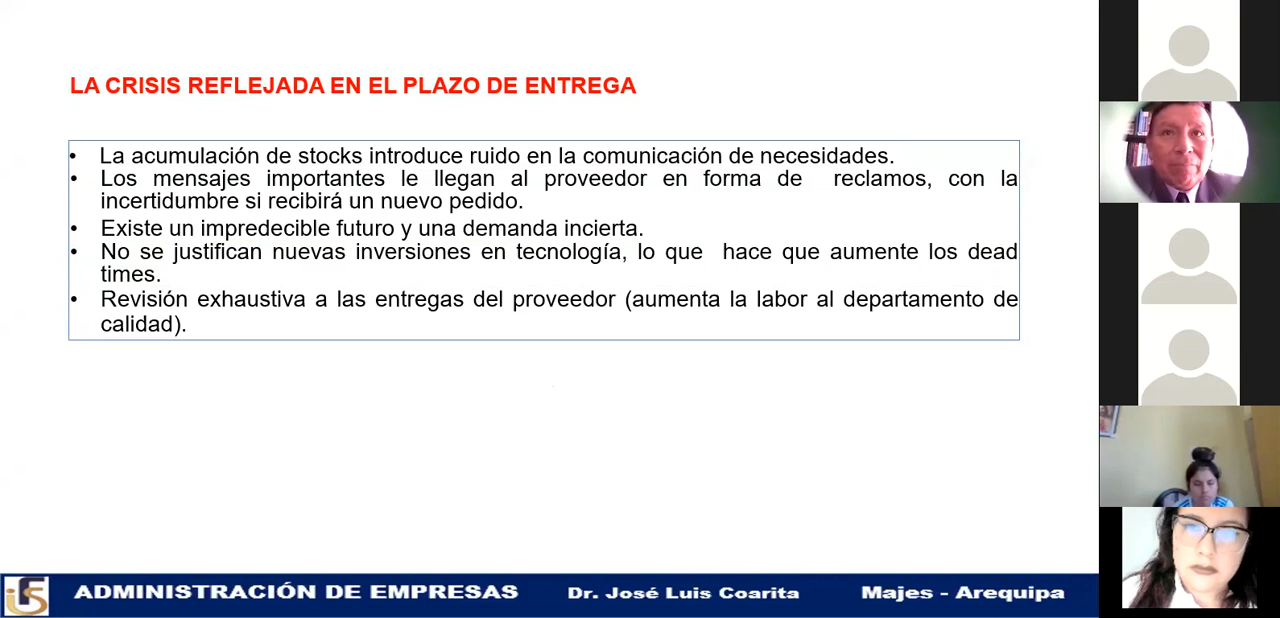 LA CRISIS REFLEJADA EN EL PLAZO DE ENTREGA
• La acumulación de stocks introduce ruido en la comunicación de necesidades.
• Los mensajes importantes le llegan al proveedor en forma de reclamos, con la
incertidumbre si recibirá un nuevo pedido.
• Existe un impredecible futuro y una demanda incierta.
• No se justifican nuevas inversiones en tecnología, lo que hace que aumente los dead
times.
• Revisión exhaustiva a las entregas del proveedor (aumenta la labor al departamento de
calidad).
ADMINISTRACIÓN DE EMPRESAS Dr. José Luis Coarita Majes - Arequipa